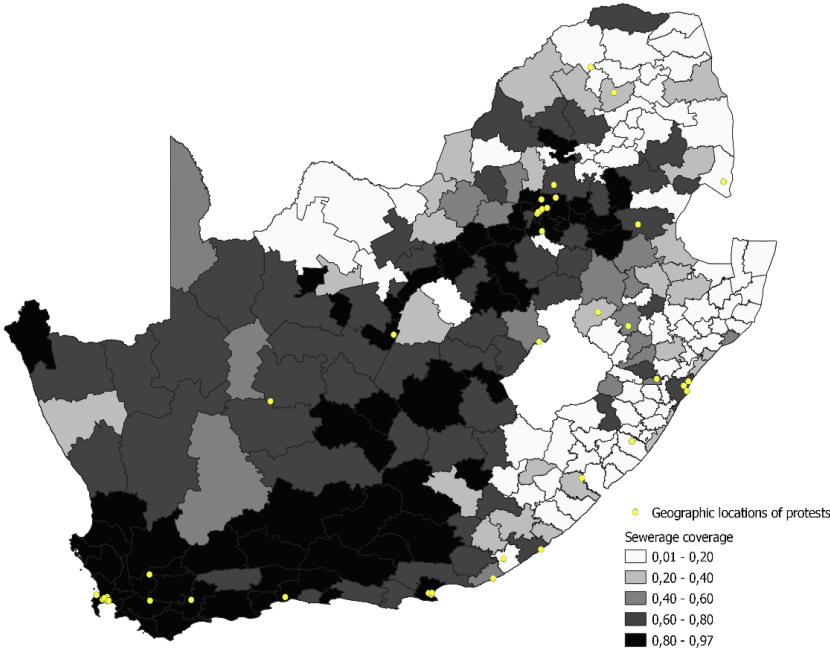 Geographic locations of protests
Sewerage coverage
0,01 - 0,20
0,20 - 0,40
0,40 - 0,60
0,60 - 0,80
0,80 - 0,97